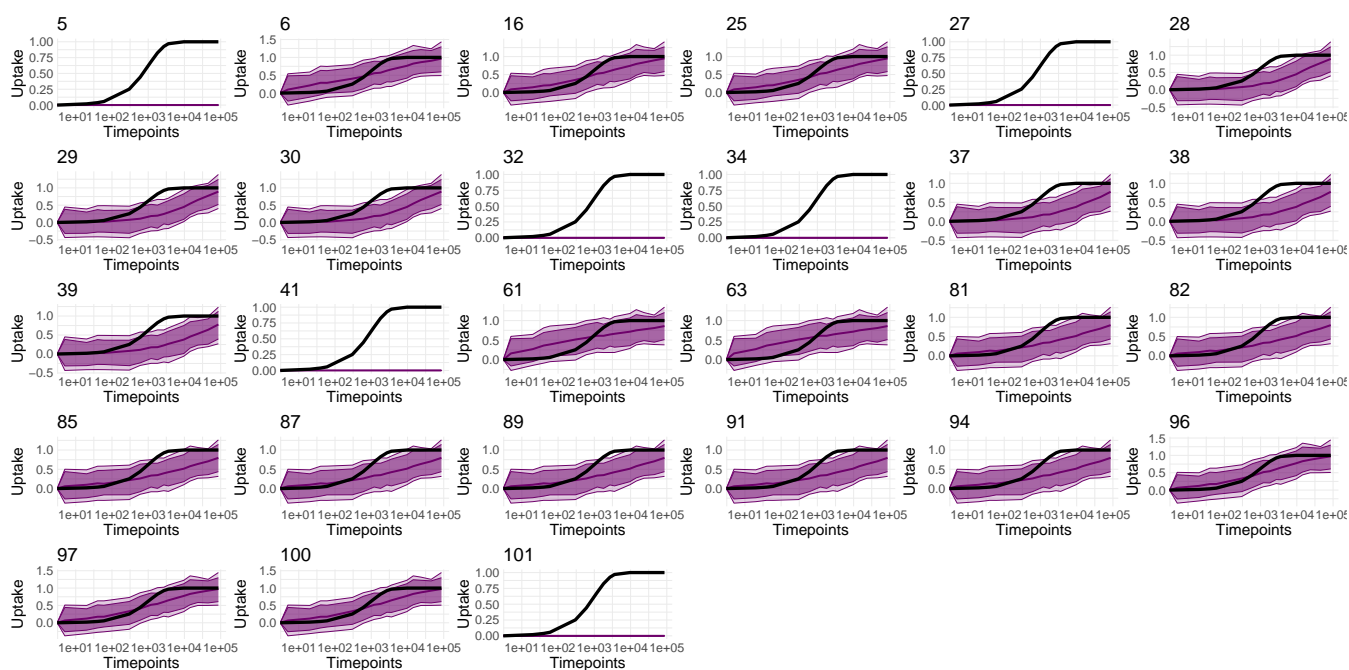 5 6 16 25 27 28
1.00 1.5 1.00
1.0 1.0 1.0 1.0
0.75 0.75
0.50 0.5 0.5 0.5 0.50 0.5
0.25 0.0 0.0 0.0 0.25 0.0
0.00 0.00 −0.5
Uptake Uptake Uptake Uptake Uptake Uptake
1e+01 1e+02 1e+03 1e+04 1e+05 1e+01 1e+02 1e+03 1e+04 1e+05 1e+01 1e+02 1e+03 1e+04 1e+05 1e+01 1e+02 1e+03 1e+04 1e+05 1e+01 1e+02 1e+03 1e+04 1e+05 1e+01 1e+02 1e+03 1e+04 1e+05
Timepoints Timepoints Timepoints Timepoints Timepoints Timepoints
29 30 32 34 37 38
1.0 1.0 1.00 1.00 1.0 1.0
0.75 0.75
0.5 0.5 0.50 0.50 0.5 0.5
0.0 0.0 0.25 0.25 0.0 0.0
−0.5 −0.5 0.00 0.00 −0.5 −0.5
Uptake Uptake Uptake Uptake Uptake Uptake
1e+01 1e+02 1e+03 1e+04 1e+05 1e+01 1e+02 1e+03 1e+04 1e+05 1e+01 1e+02 1e+03 1e+04 1e+05 1e+01 1e+02 1e+03 1e+04 1e+05 1e+01 1e+02 1e+03 1e+04 1e+05 1e+01 1e+02 1e+03 1e+04 1e+05
Timepoints Timepoints Timepoints Timepoints Timepoints Timepoints
39 41 61 63 81 82
1.0 1.00 1.0 1.0 1.0 1.0
0.75
0.5 0.50 0.5 0.5 0.5 0.5
0.0 0.25 0.0 0.0 0.0 0.0
−0.5 0.00
Uptake Uptake Uptake Uptake Uptake Uptake
1e+01 1e+02 1e+03 1e+04 1e+05 1e+01 1e+02 1e+03 1e+04 1e+05 1e+01 1e+02 1e+03 1e+04 1e+05 1e+01 1e+02 1e+03 1e+04 1e+05 1e+01 1e+02 1e+03 1e+04 1e+05 1e+01 1e+02 1e+03 1e+04 1e+05
Timepoints Timepoints Timepoints Timepoints Timepoints Timepoints
85 87 89 91 94 96
1.5
1.0 1.0 1.0 1.0 1.0 1.0
0.5 0.5 0.5 0.5 0.5 0.5
0.0 0.0 0.0 0.0 0.0 0.0
Uptake Uptake Uptake Uptake Uptake Uptake
1e+01 1e+02 1e+03 1e+04 1e+05 1e+01 1e+02 1e+03 1e+04 1e+05 1e+01 1e+02 1e+03 1e+04 1e+05 1e+01 1e+02 1e+03 1e+04 1e+05 1e+01 1e+02 1e+03 1e+04 1e+05 1e+01 1e+02 1e+03 1e+04 1e+05
Timepoints Timepoints Timepoints Timepoints Timepoints Timepoints
97 100 101
1.5 1.5 1.00
1.0 1.0 0.75
0.5 0.5 0.50
0.25
0.0 0.0 0.00
Uptake Uptake Uptake
1e+01 1e+02 1e+03 1e+04 1e+05 1e+01 1e+02 1e+03 1e+04 1e+05 1e+01 1e+02 1e+03 1e+04 1e+05
Timepoints Timepoints Timepoints